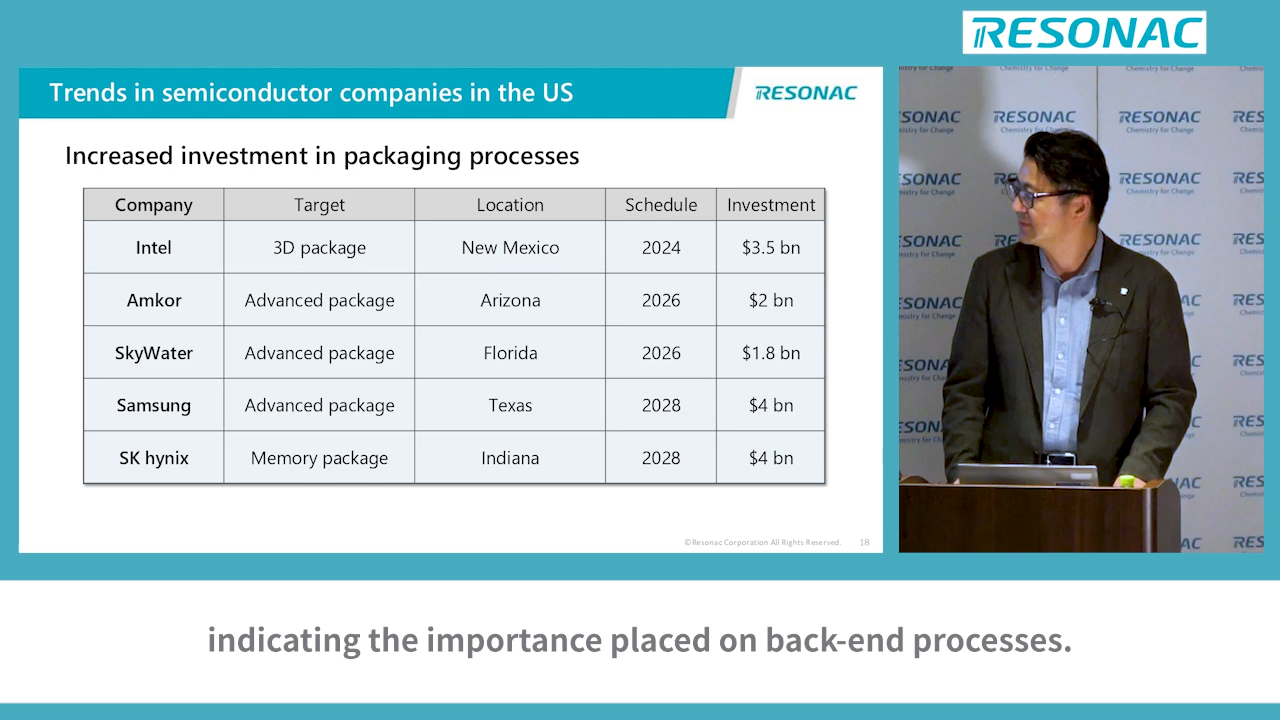 RESONAC
Trends in semiconductor companies in the US
RESONAC
Increased investment in packaging processes
Company Target Location Schedule Investment
Intel 3D package New Mexico 2024 $3.5 bn
Amkor Advanced package Arizona 2026 $2 bn
SkyWater Advanced package Florida 2026 $1.8 bn
Samsung Advanced package Texas 2028 $4 bn
SK hynix Memory package Indiana 2028 $4 bn
©Resonac Corporation All Rights Reserved. 18
RESONAC
Chemistry for Change
RESONAC
Chemistry for Change
indicating the importance placed on back-end processes.